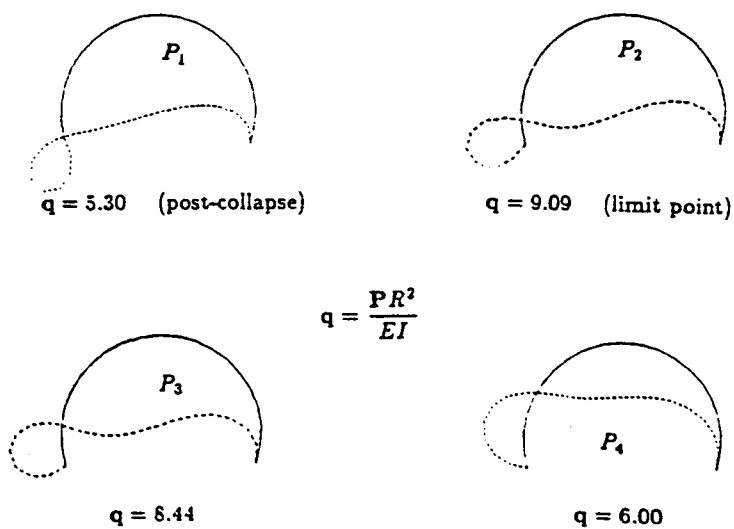 P₁
P₂
q = 5.30 (post-collapse)
q = 9.09 (limit point)
q = PR²/EI
P₃
P₄
q = 8.44
q = 6.00